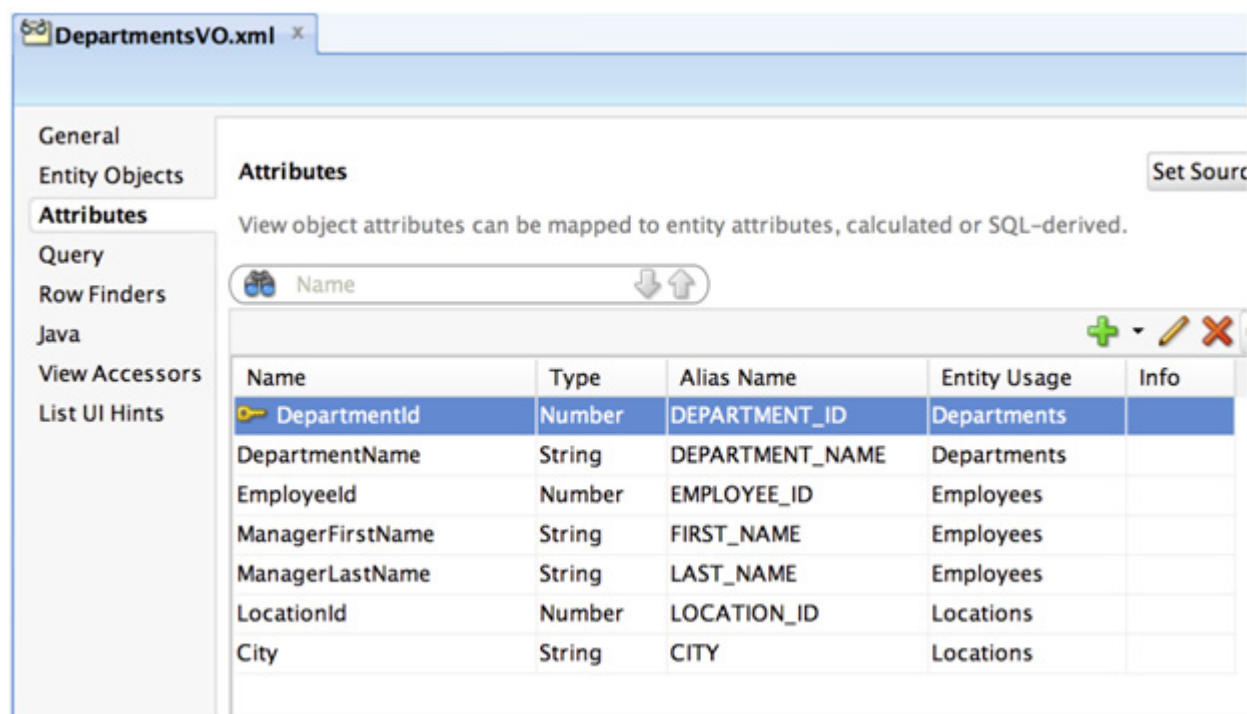 DepartmentsVO.xml x
General
Entity Objects
Attributes
Query
Row Finders
Java
View Accessors
List UI Hints
Attributes
Set Sourc
View object attributes can be mapped to entity attributes, calculated or SQL-derived.
Name
Name Type Alias Name Entity Usage Info
DepartmentId Number DEPARTMENT_ID Departments
DepartmentName String DEPARTMENT_NAME Departments
EmployeeId Number EMPLOYEE_ID Employees
ManagerFirstName String FIRST_NAME Employees
ManagerLastName String LAST_NAME Employees
LocationId Number LOCATION_ID Locations
City String CITY Locations